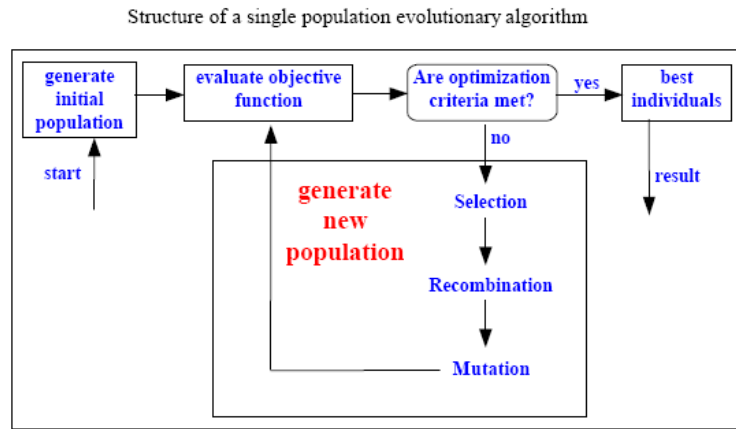 Structure of a single population evolutionary algorithm
generate
initial
population
evaluate objective
function
Are optimization
criteria met?
yes
best
individuals
start
no
result
generate
new
population
Selection
Recombination
Mutation